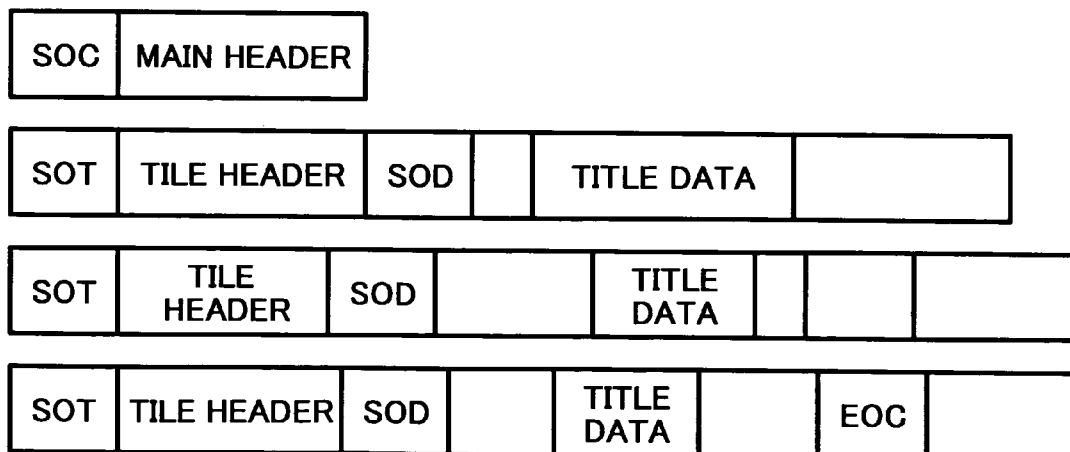 SOC MAIN HEADER
SOT TILE HEADER SOD TITLE DATA
SOT TILE HEADER SOD TITLE DATA
SOT TILE HEADER SOD TITLE DATA EOC